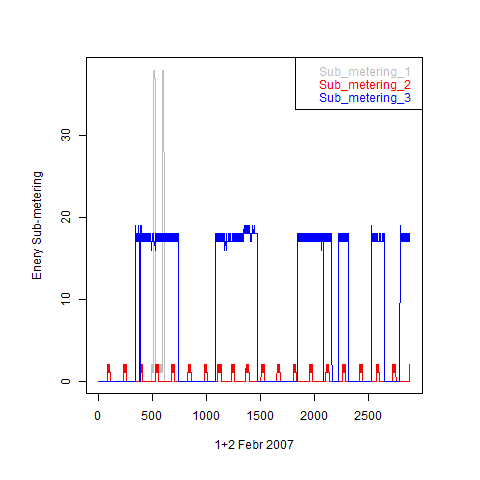 Sub_metering_1
Sub_metering_2
Sub_metering_3
Enery Sub-metering
30
20
10
0
0 500 1000 1500 2000 2500
1+2 Febr 2007